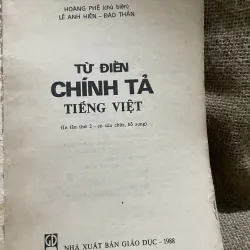 HOÀNG PHÊ (chủ biên)
LÊ ANH HIỀN - ĐÀO THẢN
TỪ ĐIỂN
CHÍNH TẢ
TIẾNG VIỆT
(In lần thứ 2 - có sửa chữa, bổ sung)
NHÀ XUẤT BẢN GIÁO DỤC - 1988